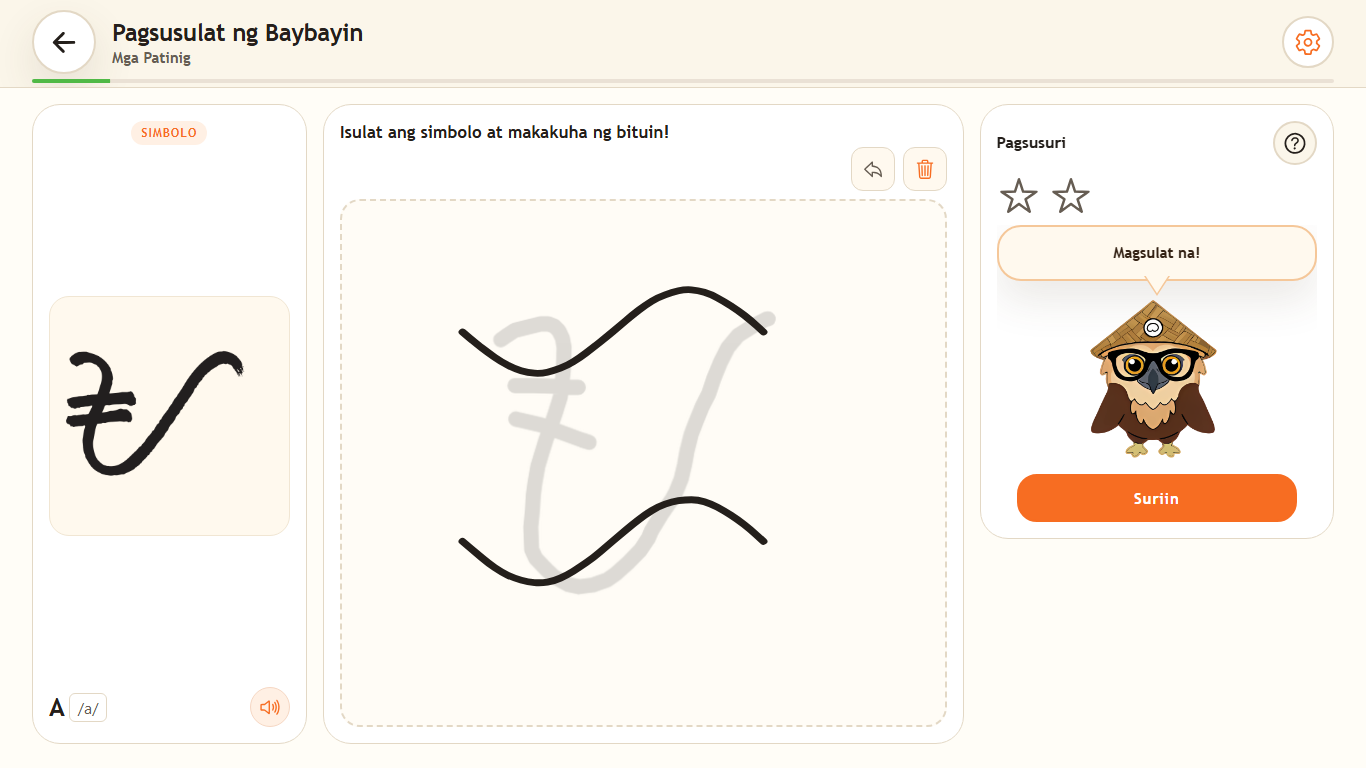 Pagsusulat ng Baybayin
Mga Patinig
SIMBOLO
ᜀ
A /a/
Isulat ang simbolo at makakuha ng bituin!
ᜀ
ᜁ
Pagsusuri
?
Magsulat na!
Suriin